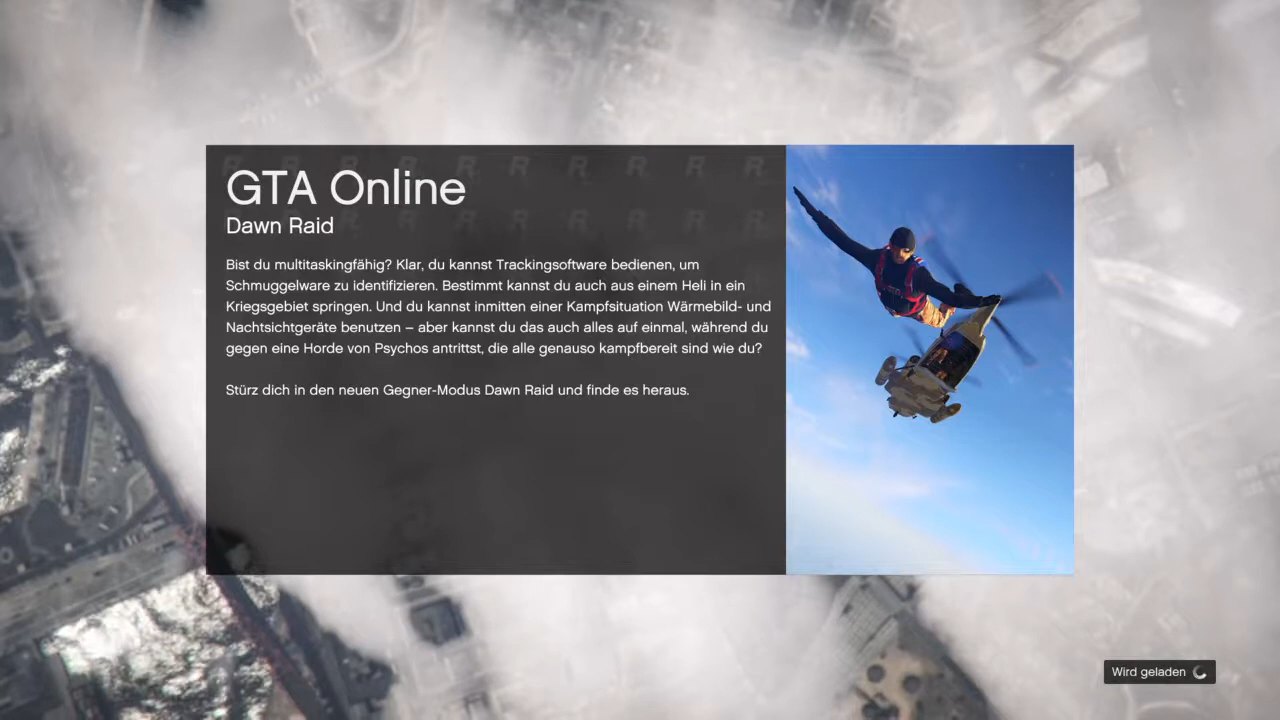 GTA Online
Dawn Raid
Bist du multitaskingfähig? Klar, du kannst Trackingsoftware bedienen, um
Schmuggelware zu identifizieren. Bestimmt kannst du auch aus einem Heli in ein
Kriegsgebiet springen. Und du kannst inmitten einer Kampfsituation Wärmebild- und
Nachtsichtgeräte benutzen – aber kannst du das auch alles auf einmal, während du
gegen eine Horde von Psychos antrittst, die alle genauso kampfbereit sind wie du?
Stürz dich in den neuen Gegner-Modus Dawn Raid und finde es heraus.
Wird geladen